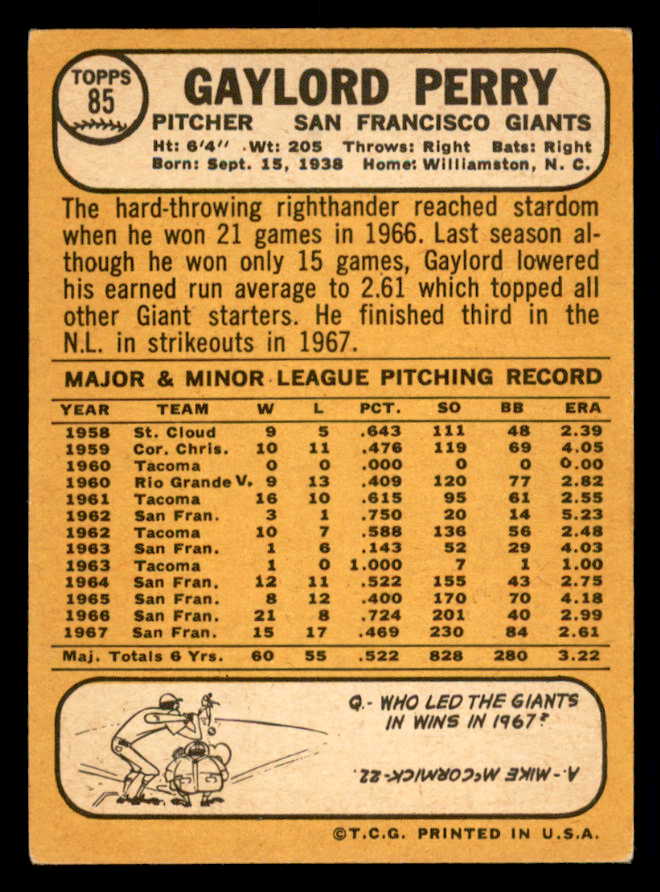 TOPPS
85
GAYLORD PERRY
PITCHER SAN FRANCISCO GIANTS
Ht: 6'4" Wt: 205 Throws: Right Bats: Right
Born: Sept. 15, 1938 Home: Williamston, N. C.
The hard-throwing righthander reached stardom
when he won 21 games in 1966. Last season al-
though he won only 15 games, Gaylord lowered
his earned run average to 2.61 which topped all
other Giant starters. He finished third in the
N.L. in strikeouts in 1967.
MAJOR & MINOR LEAGUE PITCHING RECORD
YEAR TEAM W L PCT. SO BB ERA
1958 St. Cloud 9 5 .643 111 48 2.39
1959 Cor. Chris. 10 11 .476 119 69 4.05
1960 Tacoma 0 0 .000 0 0 0.00
1960 Rio Grande V. 9 13 .409 120 77 2.82
1961 Tacoma 16 10 .615 95 61 2.55
1962 San Fran. 3 1 .750 20 14 5.23
1962 Tacoma 10 7 .588 136 56 2.48
1963 San Fran. 1 6 .143 52 29 4.03
1963 Tacoma 1 0 1.000 7 1 1.00
1964 San Fran. 12 11 .522 155 43 2.75
1965 San Fran. 8 12 .400 170 70 4.18
1966 San Fran. 21 8 .724 201 40 2.99
1967 San Fran. 15 17 .469 230 84 2.61
Maj. Totals 6 Yrs. 60 55 .522 828 280 3.22
Q.- WHO LED THE GIANTS
IN WINS IN 1967?
A.- MIKE McCORMICK-22.
©T.C.G. PRINTED IN U.S.A.